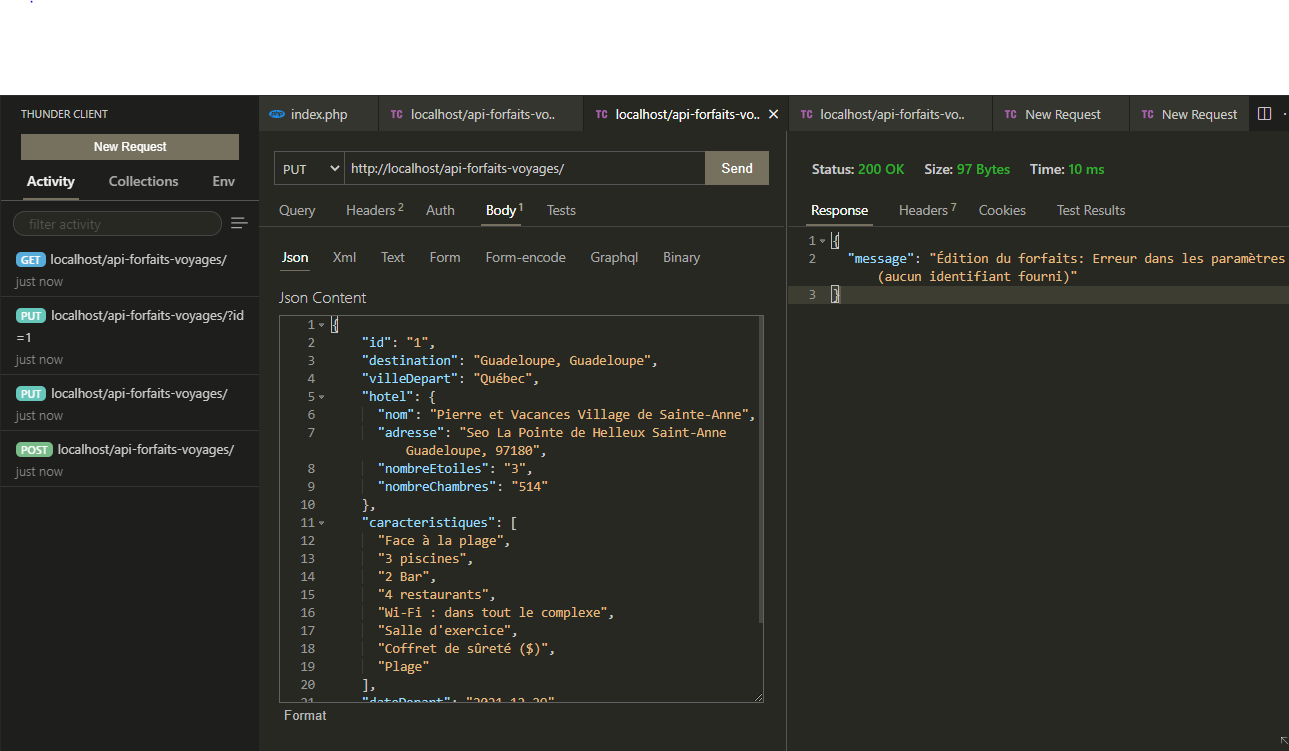 THUNDER CLIENT
New Request
Activity Collections Env
filter activity
GET localhost/api-forfaits-voyages/
just now
PUT localhost/api-forfaits-voyages/?id
=1
just now
PUT localhost/api-forfaits-voyages/
just now
POST localhost/api-forfaits-voyages/
just now
php index.php
TC localhost/api-forfaits-vo..
TC localhost/api-forfaits-vo..
TC localhost/api-forfaits-vo..
TC New Request
TC New Request
PUT http://localhost/api-forfaits-voyages/ Send
Query Headers 2 Auth Body 1 Tests
Json Xml Text Form Form-encode Graphql Binary
Json Content
1 {
2 "id": "1",
3 "destination": "Guadeloupe, Guadeloupe",
4 "villeDepart": "Québec",
5 "hotel": {
6 "nom": "Pierre et Vacances Village de Sainte-Anne",
7 "adresse": "Seo La Pointe de Helleux Saint-Anne
Guadeloupe, 97180",
8 "nombreEtoiles": "3",
9 "nombreChambres": "514"
10 },
11 "caracteristiques": [
12 "Face à la plage",
13 "3 piscines",
14 "2 Bar",
15 "4 restaurants",
16 "Wi-Fi : dans tout le complexe",
17 "Salle d'exercice",
18 "Coffret de sûreté ($)",
19 "Plage"
20 ],
21 "dateDepart": "2021-12-20"
Format
Status: 200 OK Size: 97 Bytes Time: 10 ms
Response Headers 7 Cookies Test Results
1 {
2 "message": "Édition du forfaits: Erreur dans les paramètres
(aucun identifiant fourni)"
3 }